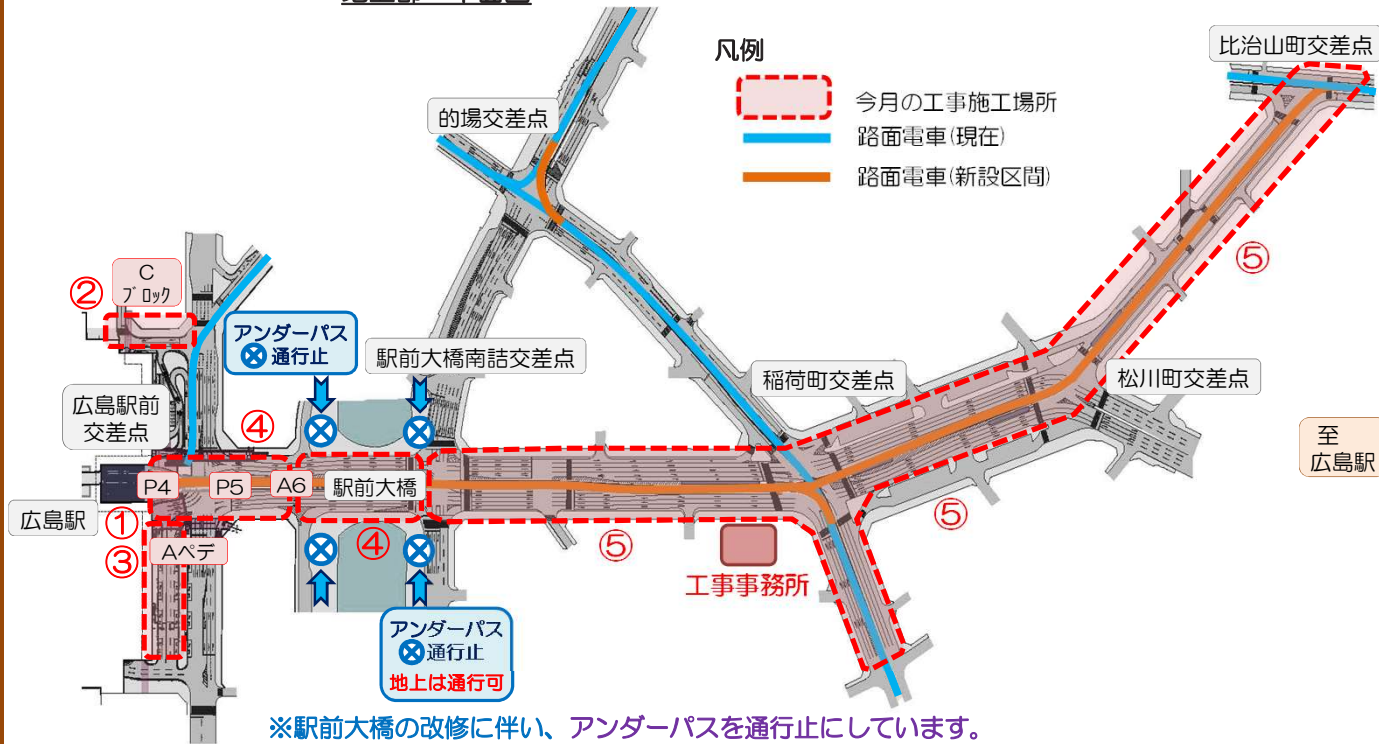 凡例
今月の工事施工場所
路面電車(現在)
路面電車(新設区間)
比治山町交差点
的場交差点
②
C
ブロック
アンダーパス
通行止
駅前大橋南詰交差点
稲荷町交差点
松川町交差点
⑤
広島駅前
交差点
④
至
広島駅
P4
P5
A6
駅前大橋
広島駅
①
③
Aペデ
④
⑤
⑤
工事事務所
アンダーパス
通行止
地上は通行可
※駅前大橋の改修に伴い、アンダーパスを通行止にしています。